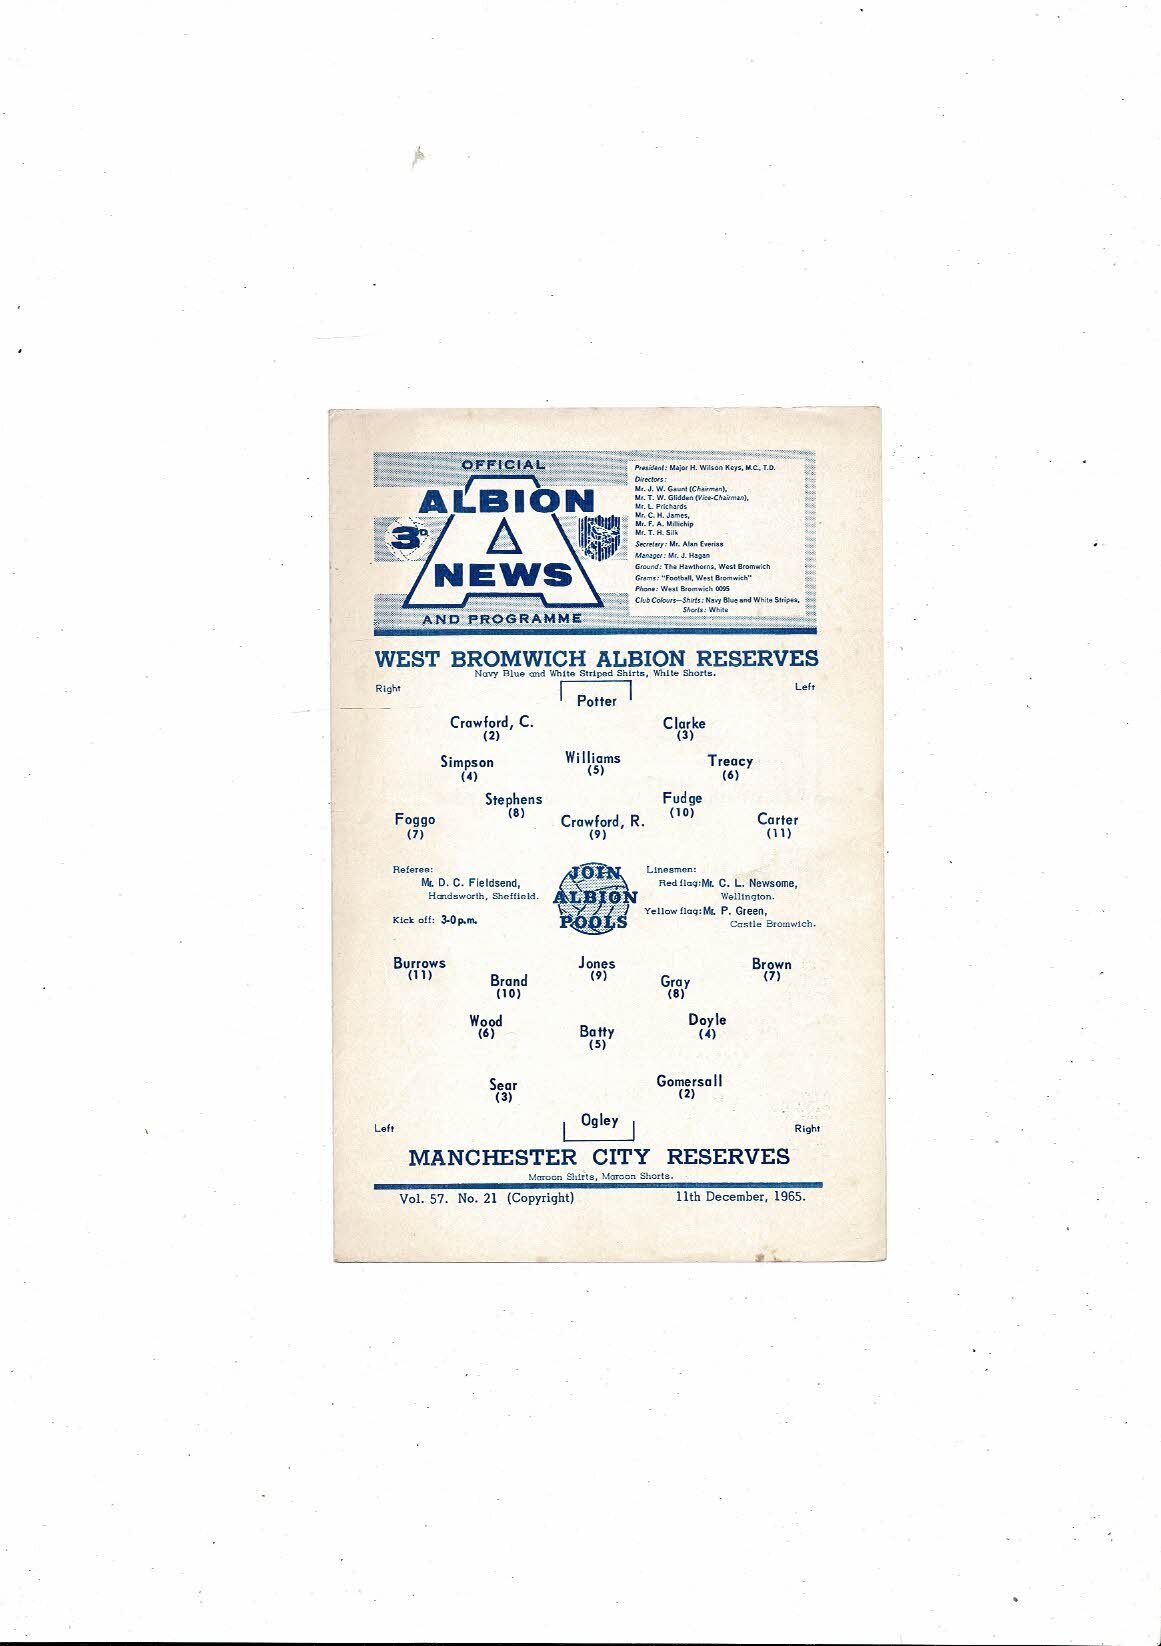 OFFICIAL
ALBION
A
NEWS
AND PROGRAMME
3D.
President: Major H. Wilson Keys, M.C., T.D.
Directors:
Mr. J. W. Gaunt (Chairman),
Mr. T. W. Glidden (Vice-Chairman),
Mr. L. Prichards
Mr. C. H. James,
Mr. F. A. Millichip
Mr. T. H. Silk
Secretary: Mr. Alan Everiss
Manager: Mr. J. Hagan
Ground: The Hawthorns, West Bromwich
Grams: "Football, West Bromwich"
Phone: West Bromwich 0095
Club Colours—Shirts: Navy Blue and White Stripes,
Shorts: White
WEST BROMWICH ALBION RESERVES
Navy Blue and White Striped Shirts, White Shorts.
Right Left
Potter
Crawford, C. Clarke
(2) (3)
Simpson Williams Treacy
(4) (5) (6)
Stephens Fudge
(8) (10)
Foggo Crawford, R. Carter
(7) (9) (11)
Referee:
Mr. D. C. Fieldsend,
Handsworth, Sheffield.
Kick off: 3-0 p.m.
JOIN
ALBION
POOLS
Linesmen:
Red flag: Mr. C. L. Newsome,
Wellington.
Yellow flag: Mr. P. Green,
Castle Bromwich.
Burrows Jones Brown
(11) (9) (7)
Brand Gray
(10) (8)
Wood Batty Doyle
(6) (5) (4)
Sear Gomersall
(3) (2)
Ogley
Left Right
MANCHESTER CITY RESERVES
Maroon Shirts, Maroon Shorts.
Vol. 57. No. 21 (Copyright) 11th December, 1965.